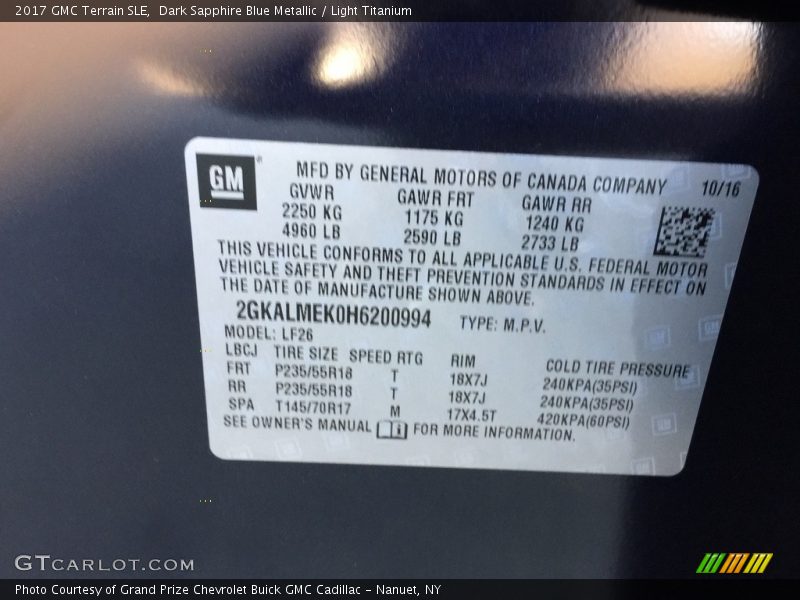 2017 GMC Terrain SLE,  Dark Sapphire Blue Metallic / Light Titanium
GM
MFD BY GENERAL MOTORS OF CANADA COMPANY 10/16
GVWR GAWR FRT GAWR RR
2250 KG 1175 KG 1240 KG
4960 LB 2590 LB 2733 LB
THIS VEHICLE CONFORMS TO ALL APPLICABLE U.S. FEDERAL MOTOR
VEHICLE SAFETY AND THEFT PREVENTION STANDARDS IN EFFECT ON
THE DATE OF MANUFACTURE SHOWN ABOVE.
2GKALMEK0H6200994 TYPE: M.P.V.
MODEL: LF26
LBCJ TIRE SIZE SPEED RTG RIM COLD TIRE PRESSURE
FRT P235/55R18 T 18X7J 240KPA(35PSI)
RR P235/55R18 T 18X7J 240KPA(35PSI)
SPA T145/70R17 M 17X4.5T 420KPA(60PSI)
SEE OWNER'S MANUAL i FOR MORE INFORMATION.
GTCARLOT.COM
Photo Courtesy of Grand Prize Chevrolet Buick GMC Cadillac - Nanuet, NY